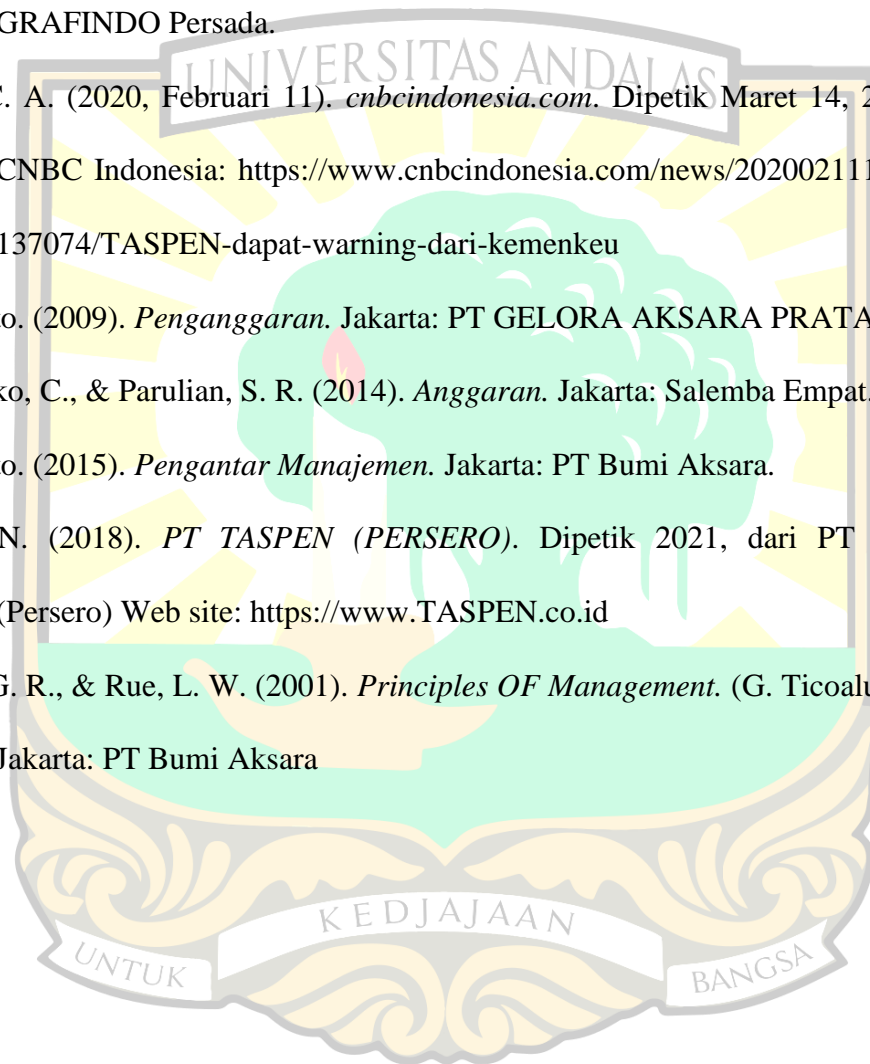 GRAFINDO Persada.
UNIVERSITAS ANDALAS
C. A. (2020, Februari 11). cnbcindonesia.com. Dipetik Maret 14, 2
CNBC Indonesia: https://www.cnbcindonesia.com/news/2020021111
137074/TASPEN-dapat-warning-dari-kemenkeu
to. (2009). Penganggaran. Jakarta: PT GELORA AKSARA PRATA
ko, C., & Parulian, S. R. (2014). Anggaran. Jakarta: Salemba Empat.
to. (2015). Pengantar Manajemen. Jakarta: PT Bumi Aksara.
N. (2018). PT TASPEN (PERSERO). Dipetik 2021, dari PT
(Persero) Web site: https://www.TASPEN.co.id
G. R., & Rue, L. W. (2001). Principles OF Management. (G. Ticoalu
Jakarta: PT Bumi Aksara
KEDJAJAAN
UNTUK
BANGSA